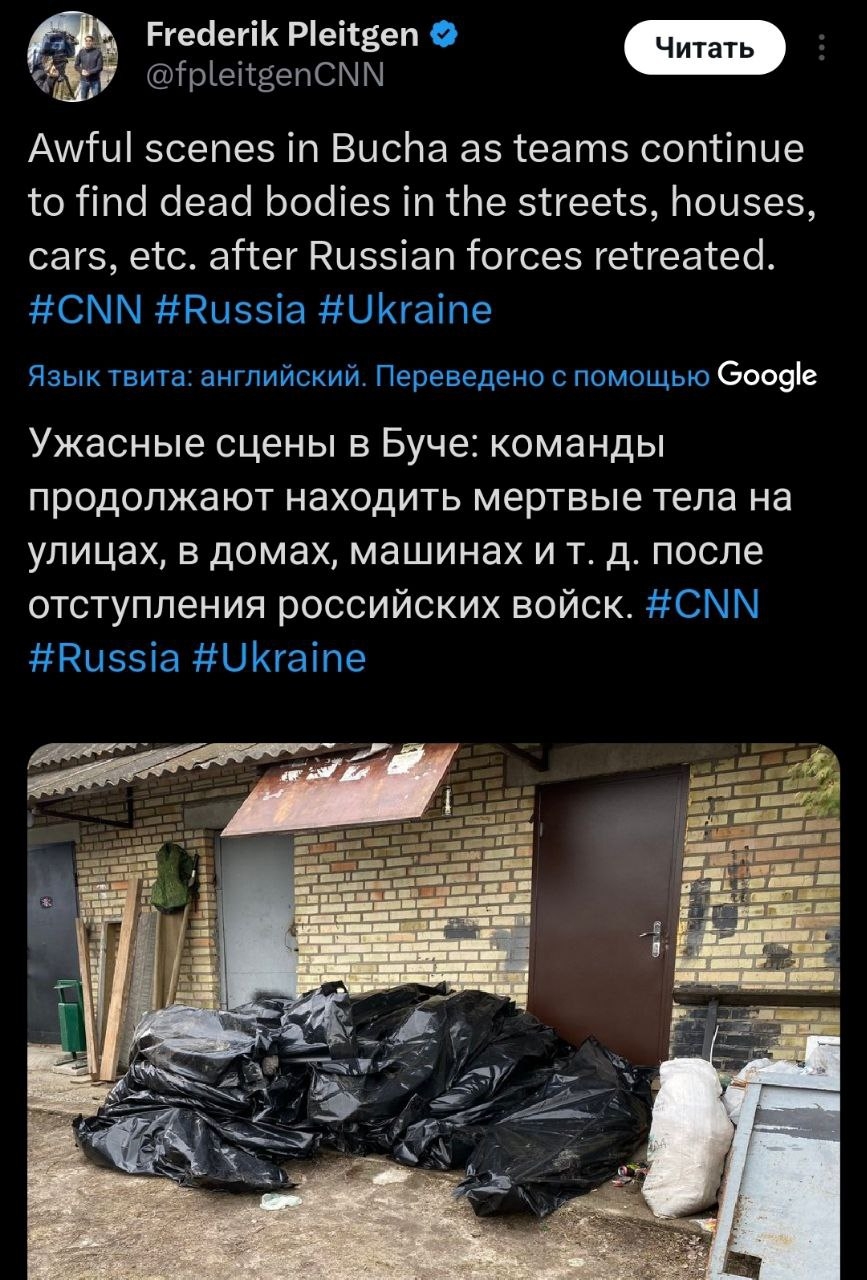 Frederik Pleitgen
Читать
@fpleitgenCNN
Awful scenes in Bucha as teams continue
to find dead bodies in the streets, houses,
cars, etc. after Russian forces retreated.
#CNN #Russia #Ukraine
Язык твита: английский. Переведено с помощью Google
Ужасные сцены в Буче: команды
продолжают находить мертвые тела на
улицах, в домах, машинах и т. д. после
отступления российских войск. #CNN
#Russia #Ukraine